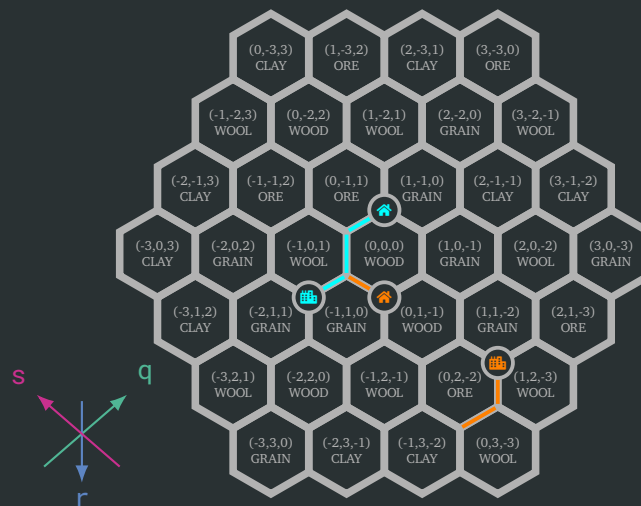 (0,-3,3) (1,-3,2) (2,-3,1) (3,-3,0)
CLAY ORE CLAY ORE
(-1,-2,3) (0,-2,2) (1,-2,1) (2,-2,0) (3,-2,-1)
WOOL WOOD WOOL GRAIN WOOL
(-2,-1,3) (-1,-1,2) (0,-1,1) (1,-1,0) (2,-1,-1) (3,-1,-2)
CLAY ORE ORE GRAIN CLAY CLAY
(-3,0,3) (-2,0,2) (-1,0,1) (0,0,0) (1,0,-1) (2,0,-2) (3,0,-3)
CLAY GRAIN WOOL WOOD GRAIN WOOL GRAIN
(-3,1,2) (-2,1,1) (-1,1,0) (0,1,-1) (1,1,-2) (2,1,-3)
CLAY GRAIN GRAIN WOOD GRAIN ORE
(-3,2,1) (-2,2,0) (-1,2,-1) (0,2,-2) (1,2,-3)
WOOL WOOD WOOL ORE WOOL
(-3,3,0) (-2,3,-1) (-1,3,-2) (0,3,-3)
GRAIN CLAY CLAY WOOL
s q
r